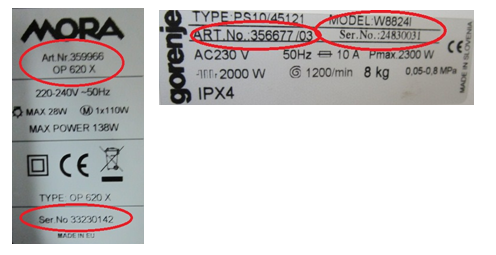 MORA
Art.Nr.359966
OP 620 X
220-240V ~50Hz
MAX 28W M 1x110W
MAX POWER 138W
CE
TYPE: OP 620 X
Ser.No 33230142
MADE IN EU
gorenje
TYPE:PS10/45121 MODEL:W8824I
ART.No.:356677/03 Ser.No.:24830031
AC230 V 50Hz 10 A Pmax.2300 W CE
2000 W 1200/min 8 kg 0,05-0,8 MPa
IPX4
MADE IN SLOVENIA